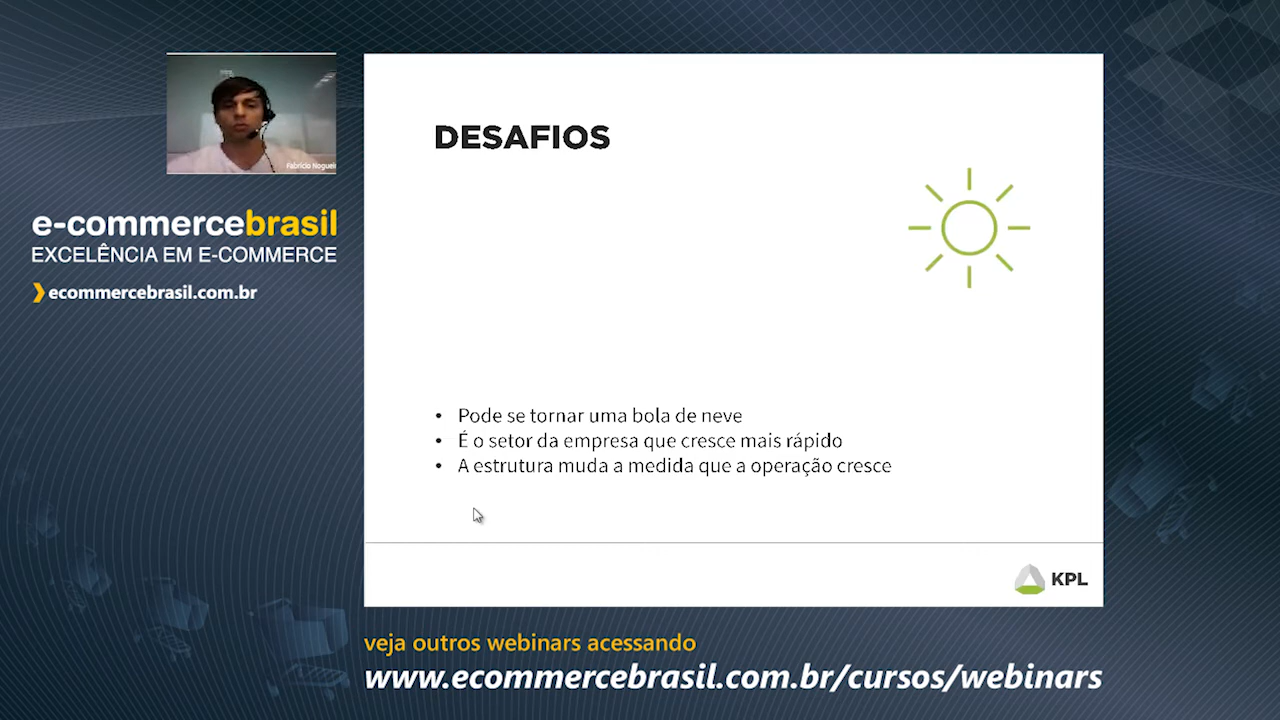 Fabricio Noguei
e-commercebrasil
EXCELÊNCIA EM E-COMMERCE
ecommercebrasil.com.br
DESAFIOS
• Pode se tornar uma bola de neve
• É o setor da empresa que cresce mais rápido
• A estrutura muda a medida que a operação cresce
KPL
veja outros webinars acessando
www.ecommercebrasil.com.br/cursos/webinars